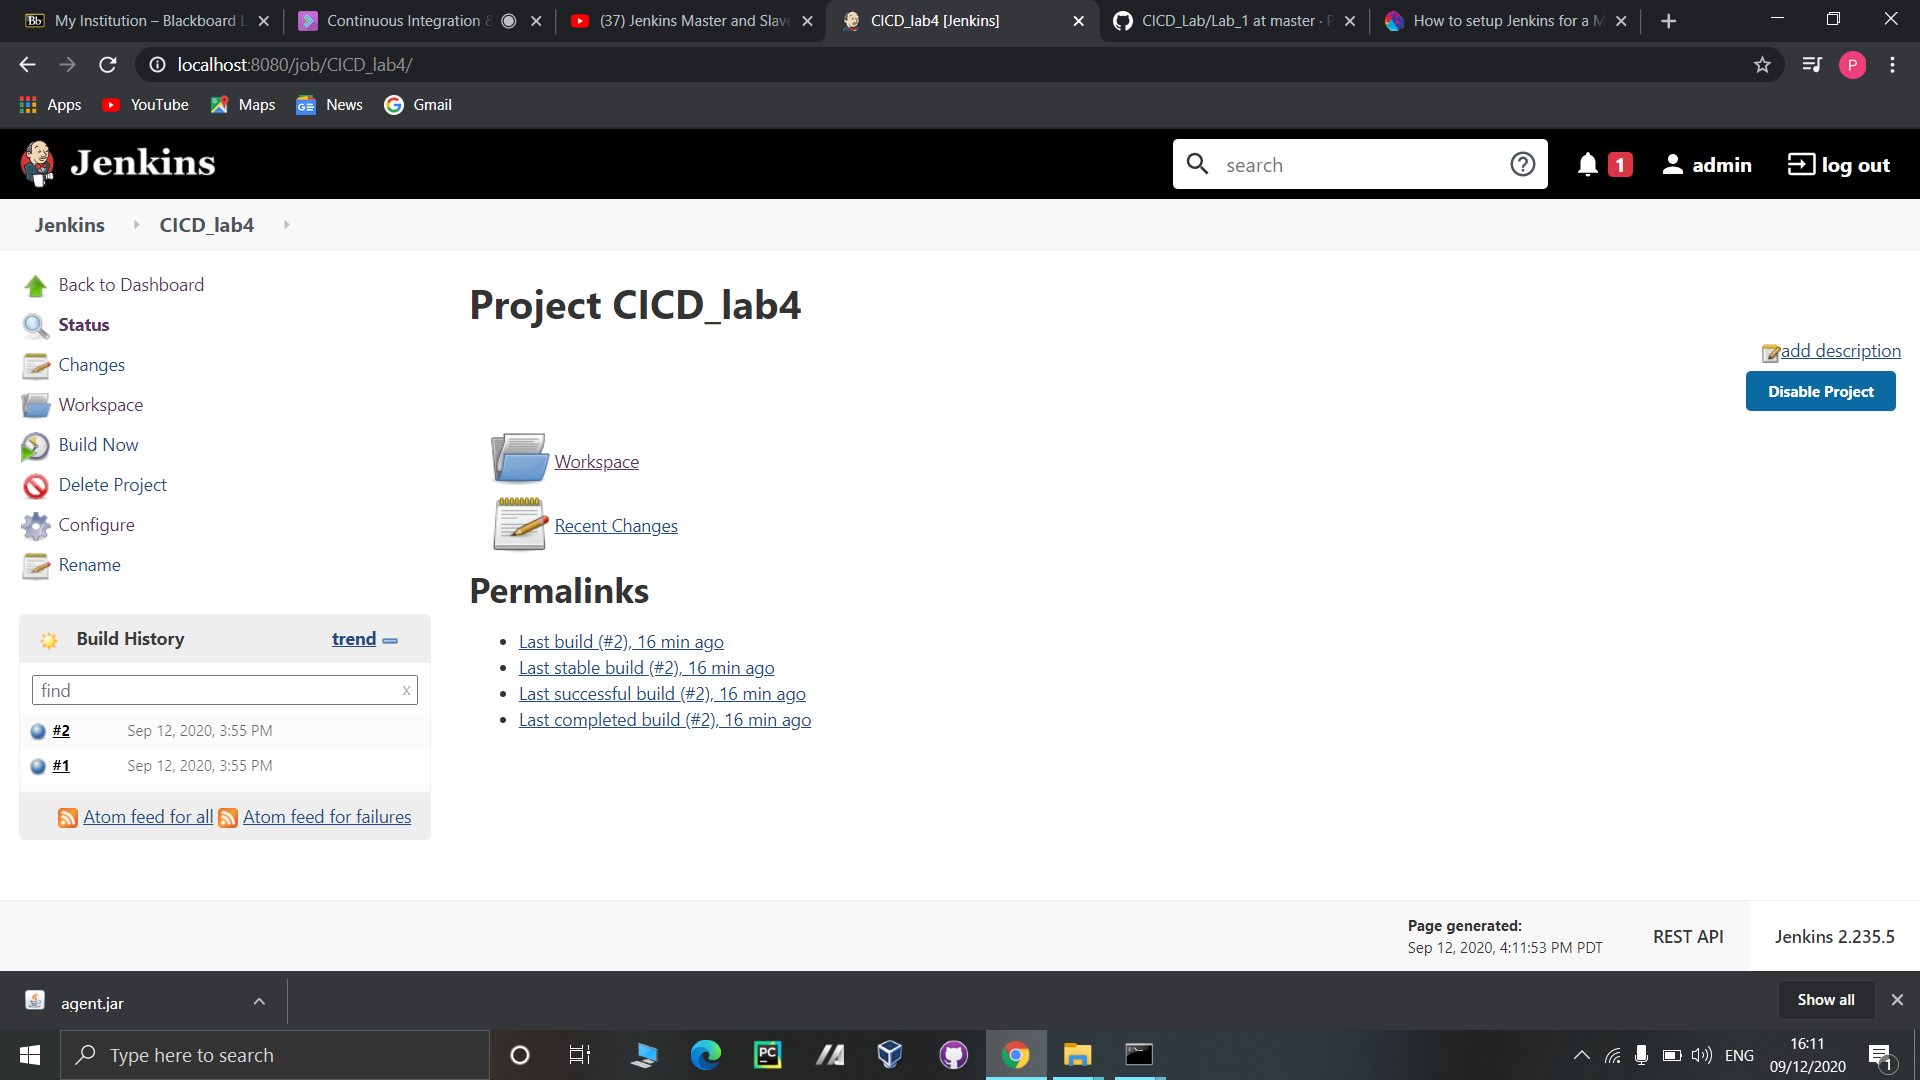 My Institution – Blackboard L
Continuous Integration &
(37) Jenkins Master and Slave
CICD_lab4 [Jenkins]
CICD_Lab/Lab_1 at master · P
How to setup Jenkins for a M
localhost:8080/job/CICD_lab4/
P
Apps
YouTube
Maps
News
Gmail
Jenkins
search
1
admin
log out
Jenkins
CICD_lab4
Back to Dashboard
Status
Changes
Workspace
Build Now
Delete Project
Configure
Rename
Project CICD_lab4
add description
Disable Project
Workspace
Recent Changes
Permalinks
Last build (#2), 16 min ago
Last stable build (#2), 16 min ago
Last successful build (#2), 16 min ago
Last completed build (#2), 16 min ago
Build History
trend
find
x
#2 Sep 12, 2020, 3:55 PM
#1 Sep 12, 2020, 3:55 PM
Atom feed for all
Atom feed for failures
Page generated:
Sep 12, 2020, 4:11:53 PM PDT
REST API
Jenkins 2.235.5
agent.jar
Show all
Type here to search
PC
ENG
16:11
09/12/2020
1